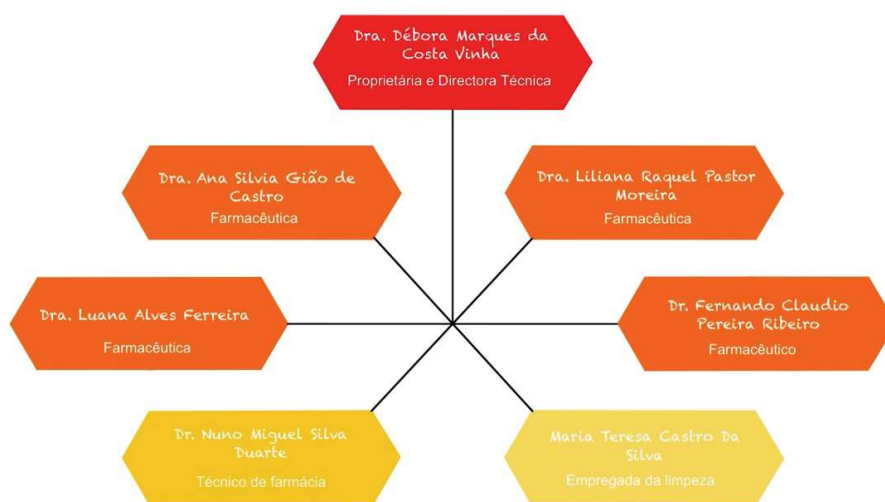 Dra. Débora Marques da
Costa Vinha
Proprietária e Directora Técnica
Dra. Ana Silvia Gião de
Castro
Farmacêutica
Dra. Liliana Raquel Pastor
Moreira
Farmacêutica
Dra. Luana Alves Ferreira
Farmacêutica
Dr. Fernando Claudio
Pereira Ribeiro
Farmacêutico
Dr. Nuno Miguel Silva
Duarte
Técnico de farmácia
Maria Teresa Castro Da
Silva
Empregada da limpeza